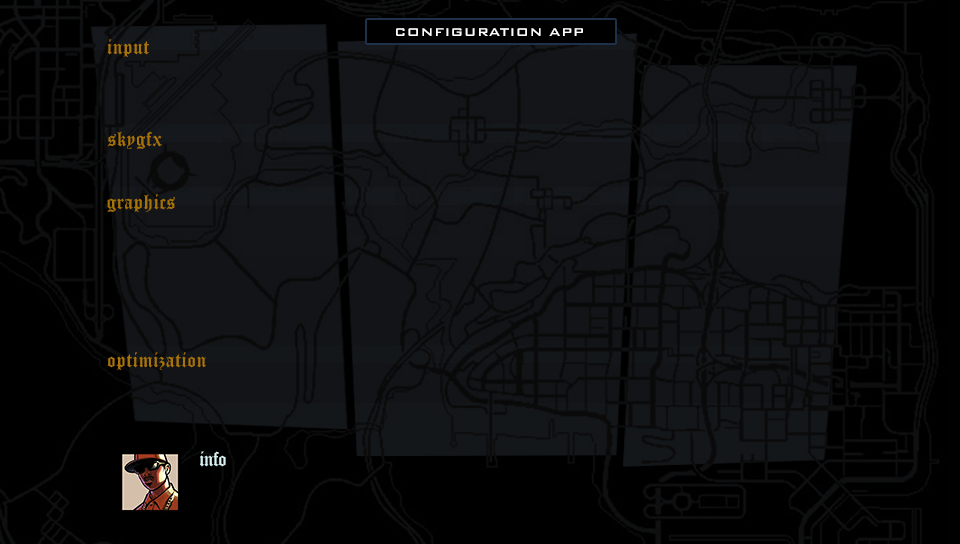 CONFIGURATION APP
input
skygfx
graphics
optimization
info